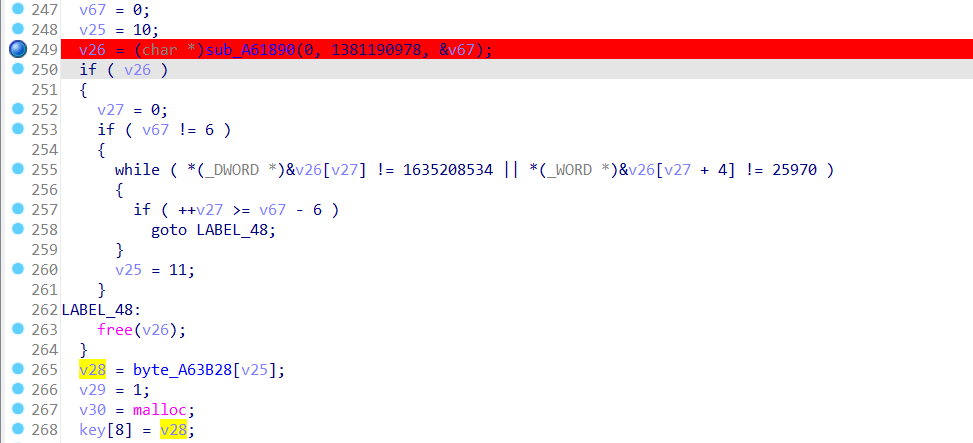 247 v67 = 0;
248 v25 = 10;
249 v26 = (char *)sub_A61890(0, 1381190978, &v67);
250 if ( v26 )
251 {
252 v27 = 0;
253 if ( v67 != 6 )
254 {
255 while ( *(_DWORD *)&v26[v27] != 1635208534 || *(_WORD *)&v26[v27 + 4] != 25970 )
256 {
257 if ( ++v27 >= v67 - 6 )
258 goto LABEL_48;
259 }
260 v25 = 11;
261 }
262 LABEL_48:
263 free(v26);
264 }
265 v28 = byte_A63B28[v25];
266 v29 = 1;
267 v30 = malloc;
268 key[8] = v28;